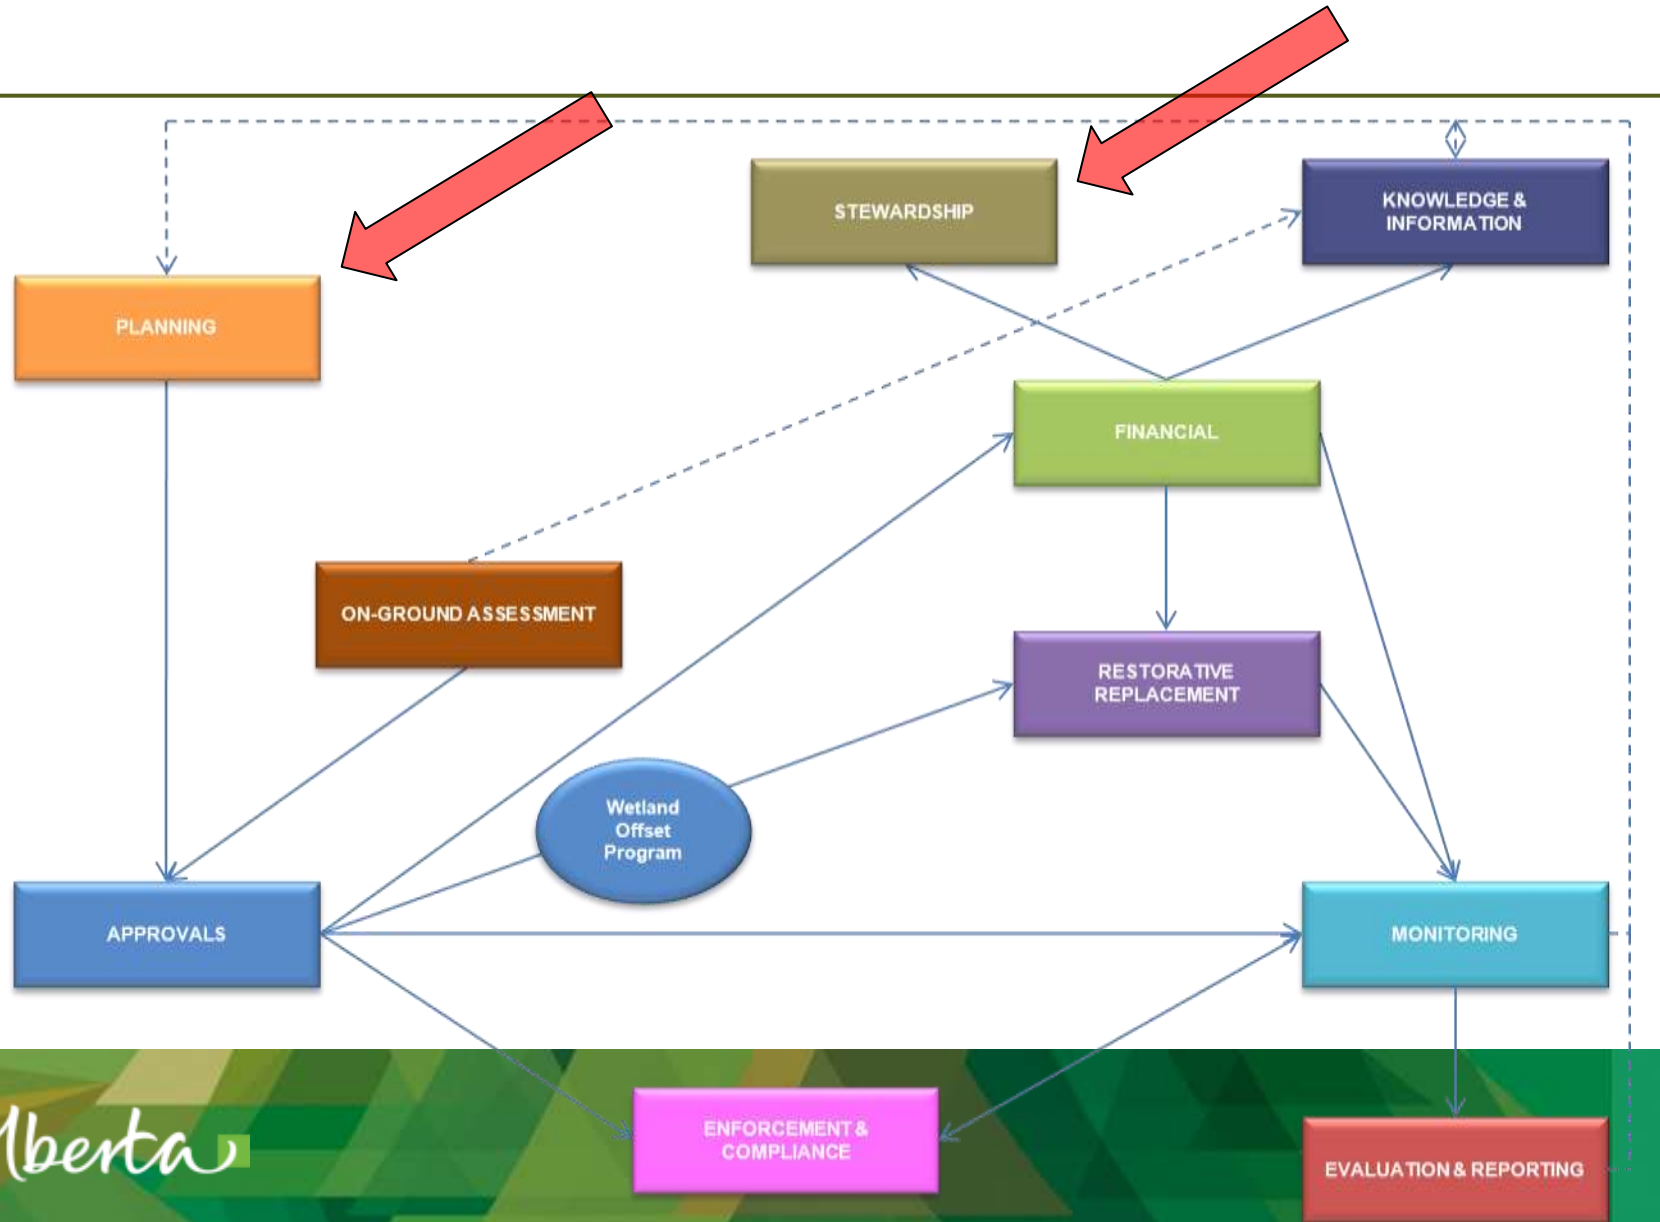 STEWARDSHIP
KNOWLEDGE &
INFORMATION
PLANNING
FINANCIAL
ON-GROUND ASSESSMENT
RESTORATIVE
REPLACEMENT
Wetland
Offset
Program
APPROVALS
MONITORING
ENFORCEMENT &
COMPLIANCE
EVALUATION & REPORTING
Alberta